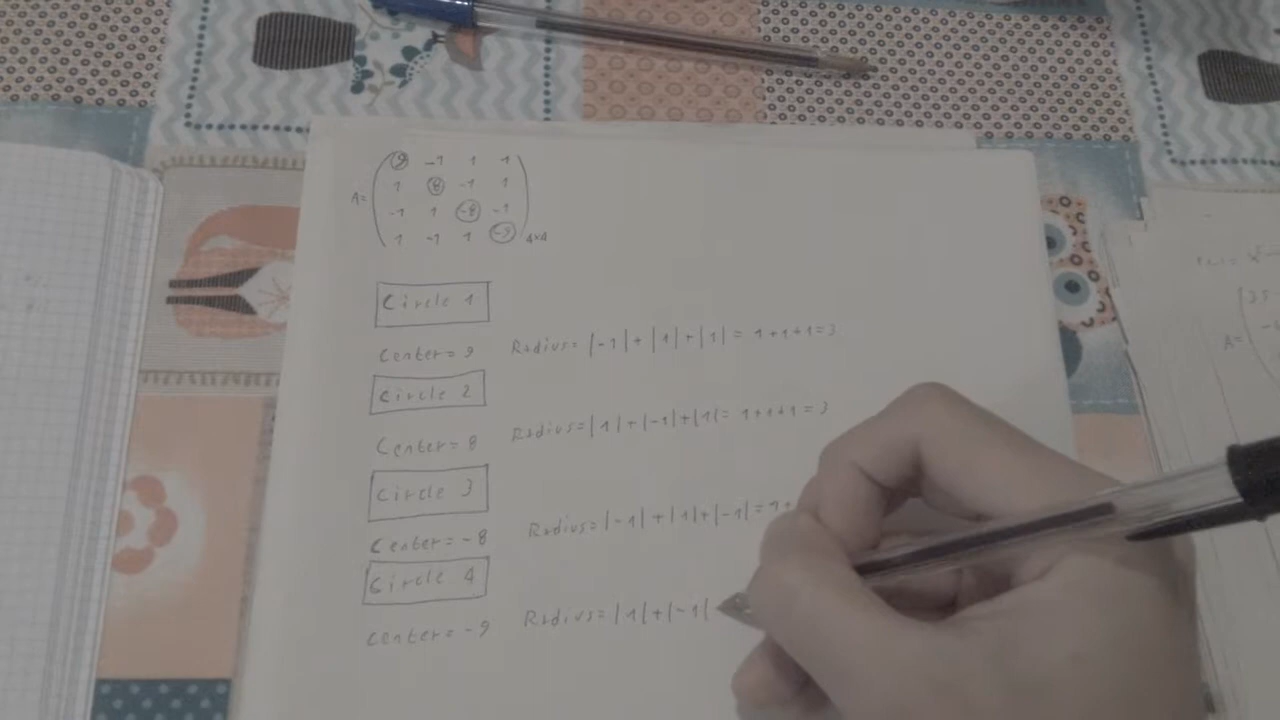 9 -1 1 1
1 8 -1 1
A=
-1 1 -8 -1
1 -1 1 -9 4x4
Circle 1
Center= 9 Radius= |-1|+|1|+|1| = 1+1+1=3
Circle 2
Center= 8 Radius=|1|+|-1|+|1|= 1+1+1=3
Circle 3
Center= -8 Radius=|-1|+|1|+|-1|=1+
Circle 4
Center= -9 Radius=|1|+|-1|
A=